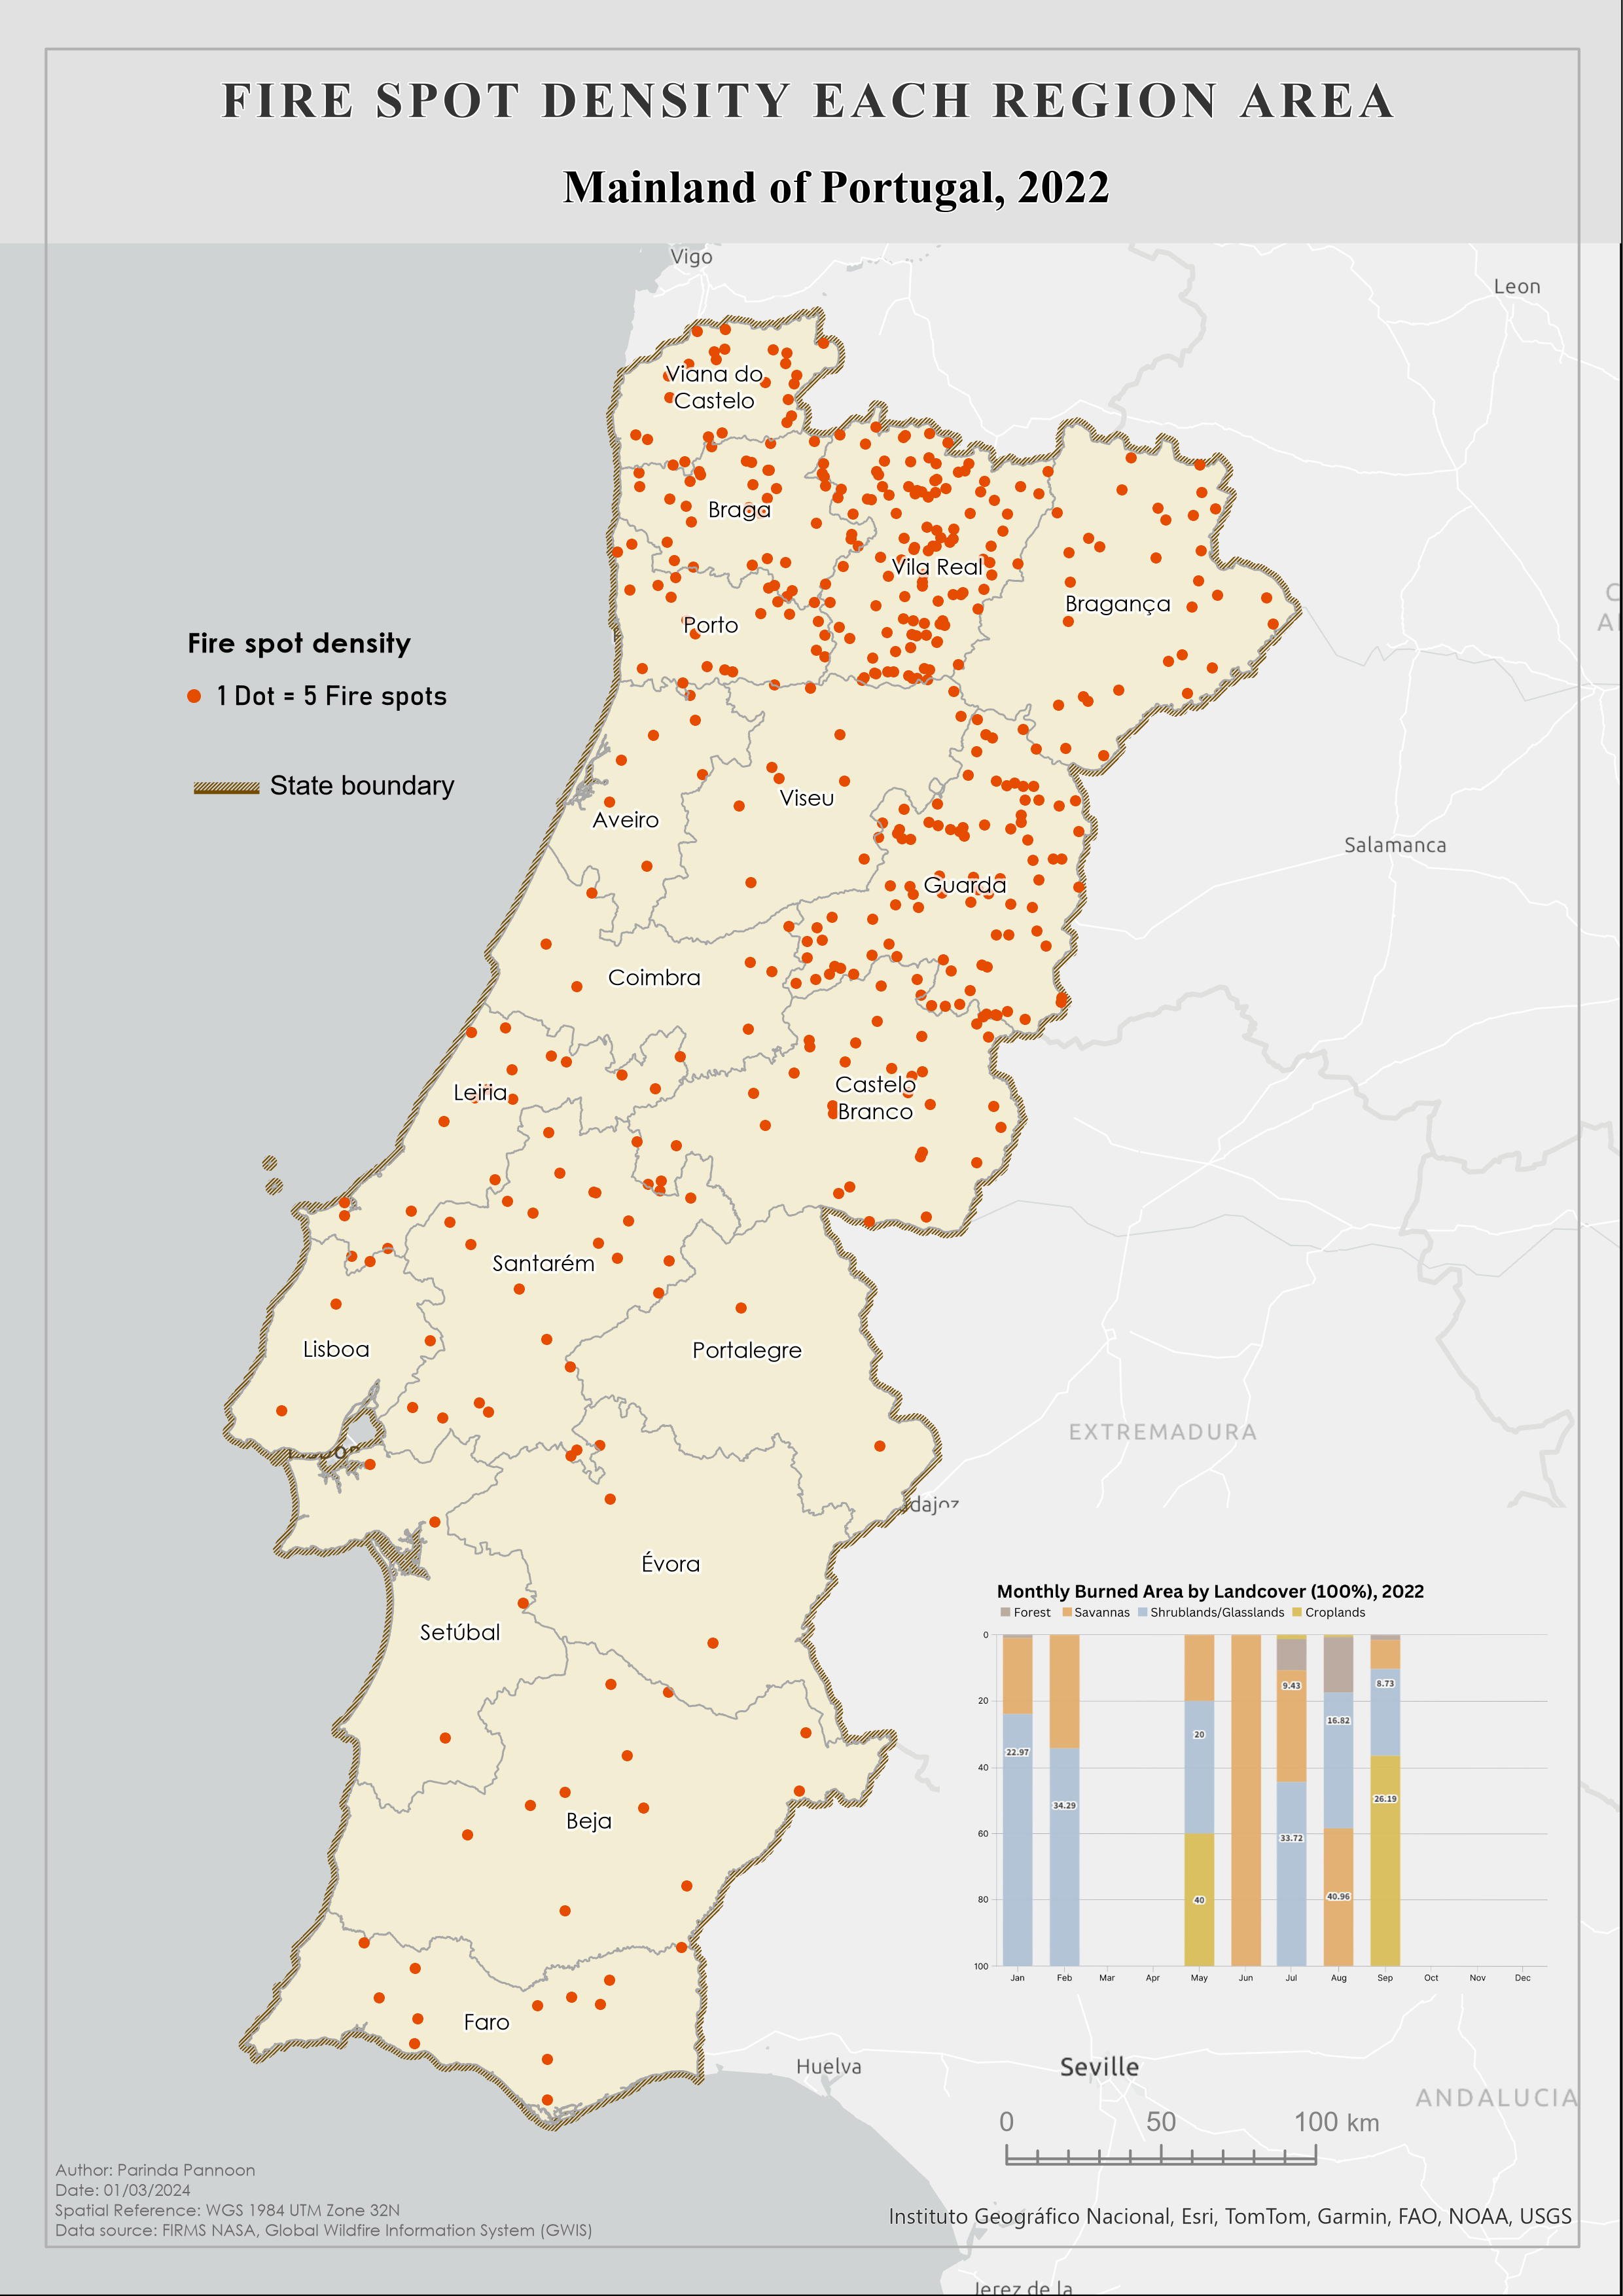 FIRE SPOT DENSITY EACH REGION AREA
Mainland of Portugal, 2022
Vigo
Leon
Viana do
Castelo
Braga
Vila Real
Bragança
Porto
Fire spot density
1 Dot = 5 Fire spots
State boundary
Viseu
Aveiro
Salamanca
Guarda
Coimbra
Castelo
Branco
Leiria
Santarém
Lisboa
Portalegre
EXTREMADURA
dajoz
Évora
Setúbal
Beja
Faro
Monthly Burned Area by Landcover (100%), 2022
Forest Savannas Shrublands/Glasslands Croplands
0
20
40
60
80
100
22.97
34.29
20
40
9.43
33.72
16.82
40.96
8.73
26.19
Jan Feb Mar Apr May Jun Jul Aug Sep Oct Nov Dec
Huelva
Seville
ANDALUCIA
0 50 100 km
Author: Parinda Pannoon
Date: 01/03/2024
Spatial Reference: WGS 1984 UTM Zone 32N
Data source: FIRMS NASA, Global Wildfire Information System (GWIS)
Instituto Geográfico Nacional, Esri, TomTom, Garmin, FAO, NOAA, USGS
Jerez de la